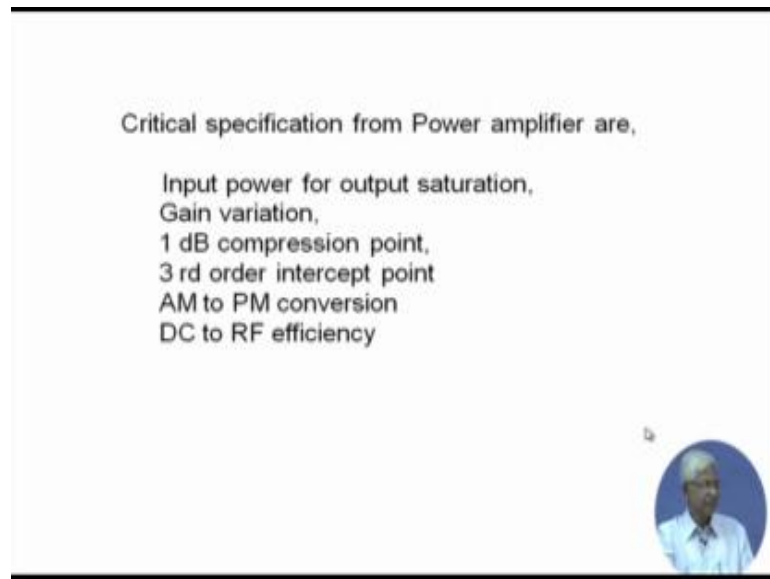 Critical specification from Power amplifier are,
Input power for output saturation,
Gain variation,
1 dB compression point,
3 rd order intercept point
AM to PM conversion
DC to RF efficiency